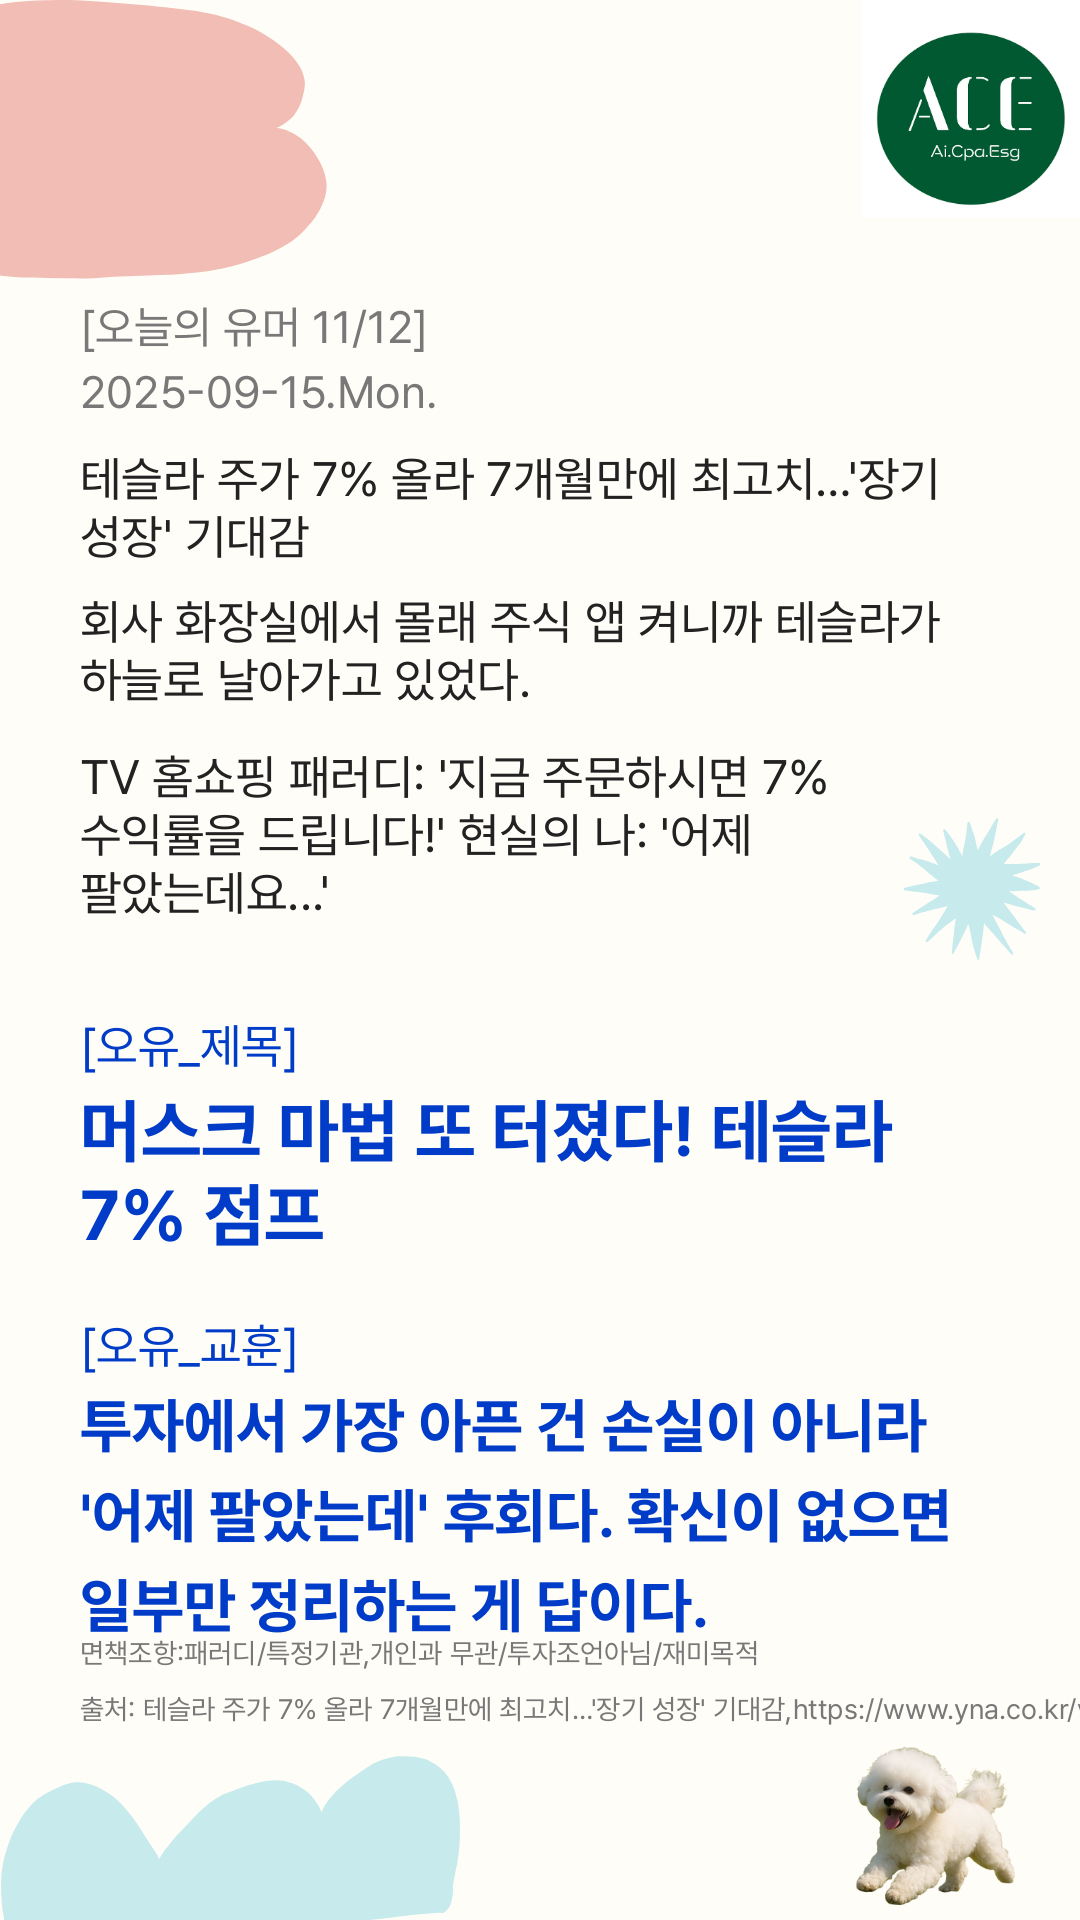 ACE
Ai.Cpa.Esg
[오늘의 유머 11/12]
2025-09-15.Mon.
테슬라 주가 7% 올라 7개월만에 최고치…'장기
성장' 기대감
회사 화장실에서 몰래 주식 앱 켜니까 테슬라가
하늘로 날아가고 있었다.
TV 홈쇼핑 패러디: '지금 주문하시면 7%
수익률을 드립니다!' 현실의 나: '어제
팔았는데요…'
[오유_제목]
머스크 마법 또 터졌다! 테슬라
7% 점프
[오유_교훈]
투자에서 가장 아픈 건 손실이 아니라
'어제 팔았는데' 후회다. 확신이 없으면
일부만 정리하는 게 답이다.
면책조항:패러디/특정기관,개인과 무관/투자조언아님/재미목적
출처: 테슬라 주가 7% 올라 7개월만에 최고치…'장기 성장' 기대감,https://www.yna.co.kr/